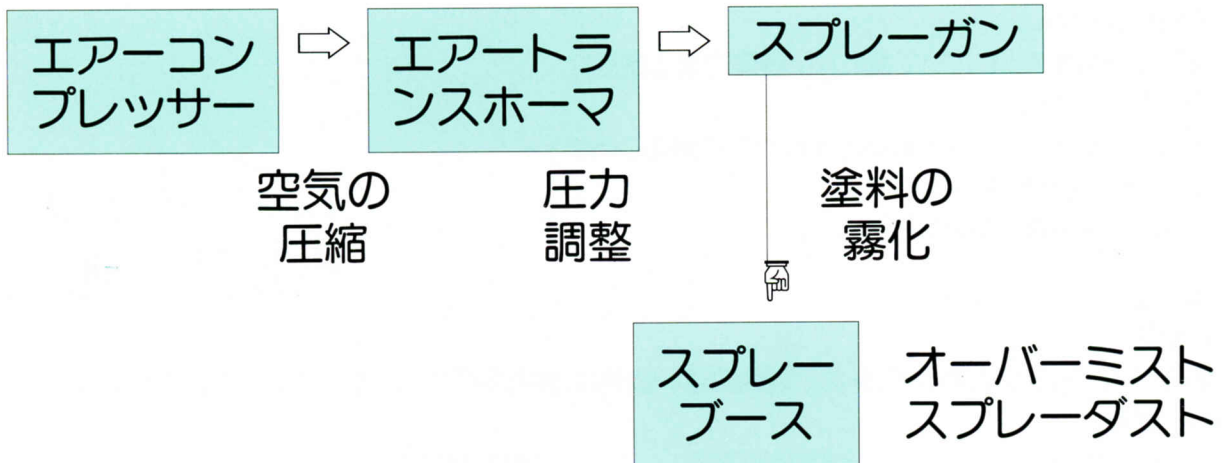 エアーコン
プレッサー
エアートラ
ンスホーマ
スプレーガン
空気の
圧縮
圧力
調整
塗料の
霧化
スプレー
ブース
オーバーミスト
スプレーダスト